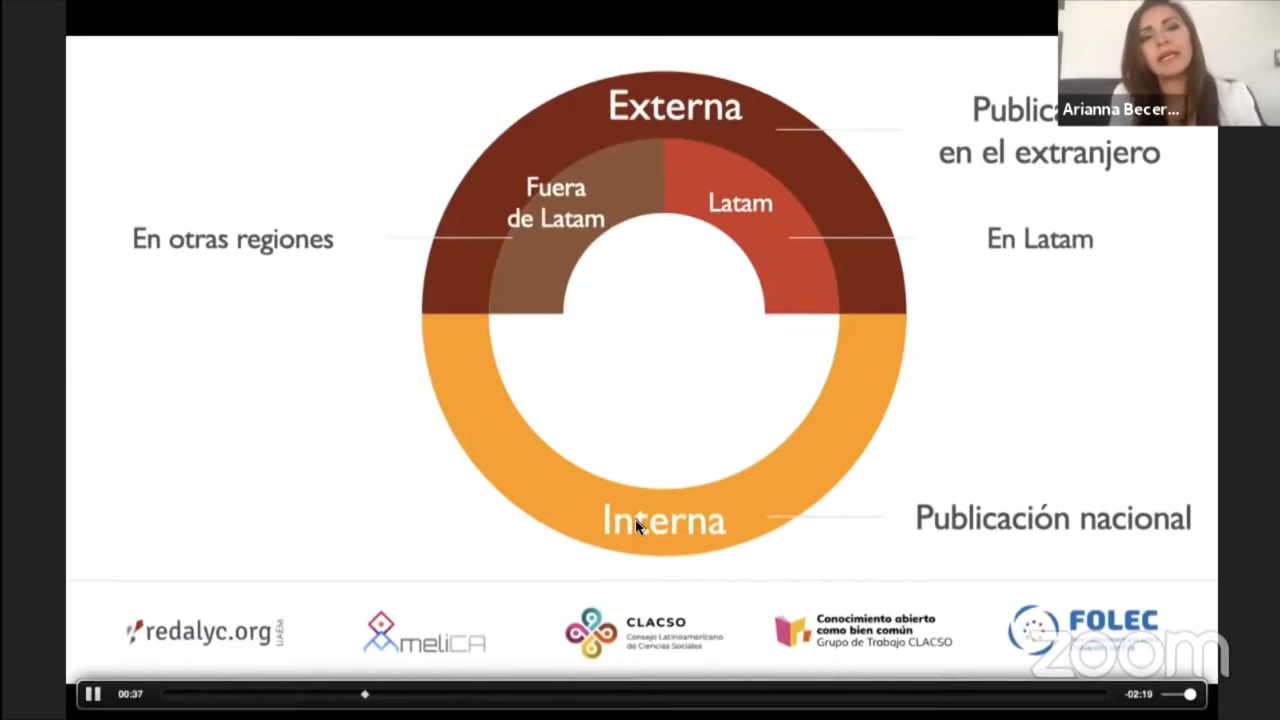 Externa
Arianna Becer...
en el extranjero
Fuera
de Latam
Latam
En otras regiones
En Latam
Interna
Publicación nacional
redalyc.org
UAEM
AmeliCA
CLACSO
Consejo Latinoamericano
de Ciencias Sociales
Conocimiento abierto
como bien común
Grupo de Trabajo CLACSO
FOLEC
zoom
00:37
-02:19